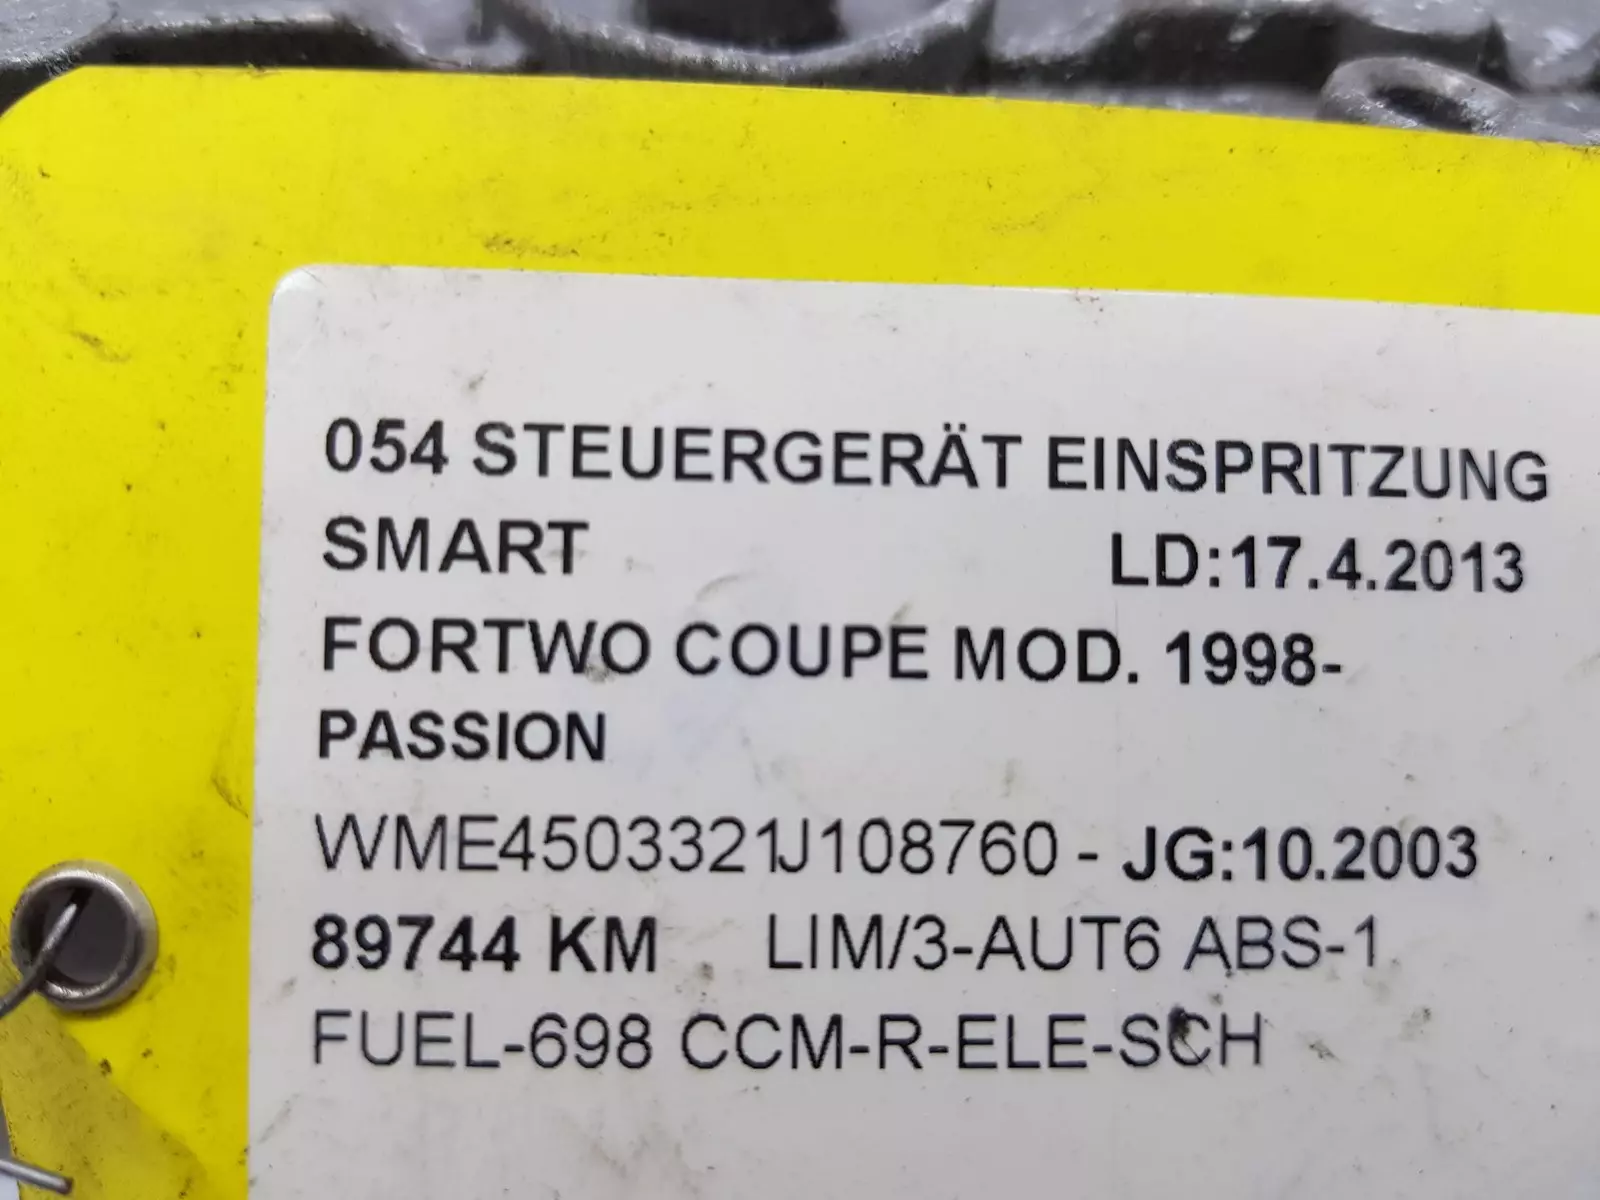 054 STEUERGERÄT EINSPRITZUNG
SMART LD:17.4.2013
FORTWO COUPE MOD. 1998-
PASSION
WME4503321J108760 - JG:10.2003
89744 KM LIM/3-AUT6 ABS-1
FUEL-698 CCM-R-ELE-SCH